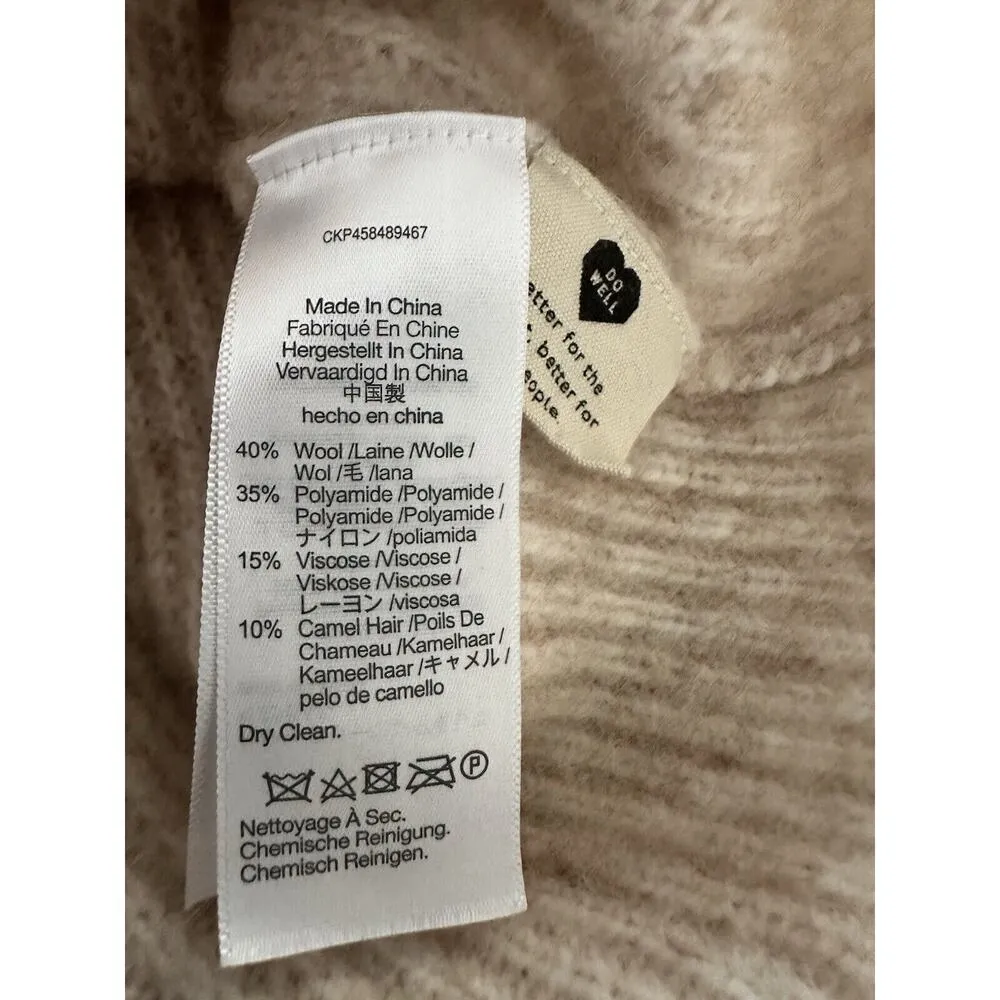 CKP458489467
Made In China
Fabriqué En Chine
Hergestellt In China
Vervaardigd In China
中国製
hecho en china
40% Wool /Laine /Wolle /
Wol /毛 /lana
35% Polyamide /Polyamide /
Polyamide /Polyamide /
ナイロン /poliamida
15% Viscose /Viscose /
Viskose /Viscose /
レーヨン /viscosa
10% Camel Hair /Poils De
Chameau /Kamelhaar /
Kameelhaar /キャメル /
pelo de camello
Dry Clean.
P
Nettoyage À Sec.
Chemische Reinigung.
Chemisch Reinigen.
DO
WELL
for the
better for